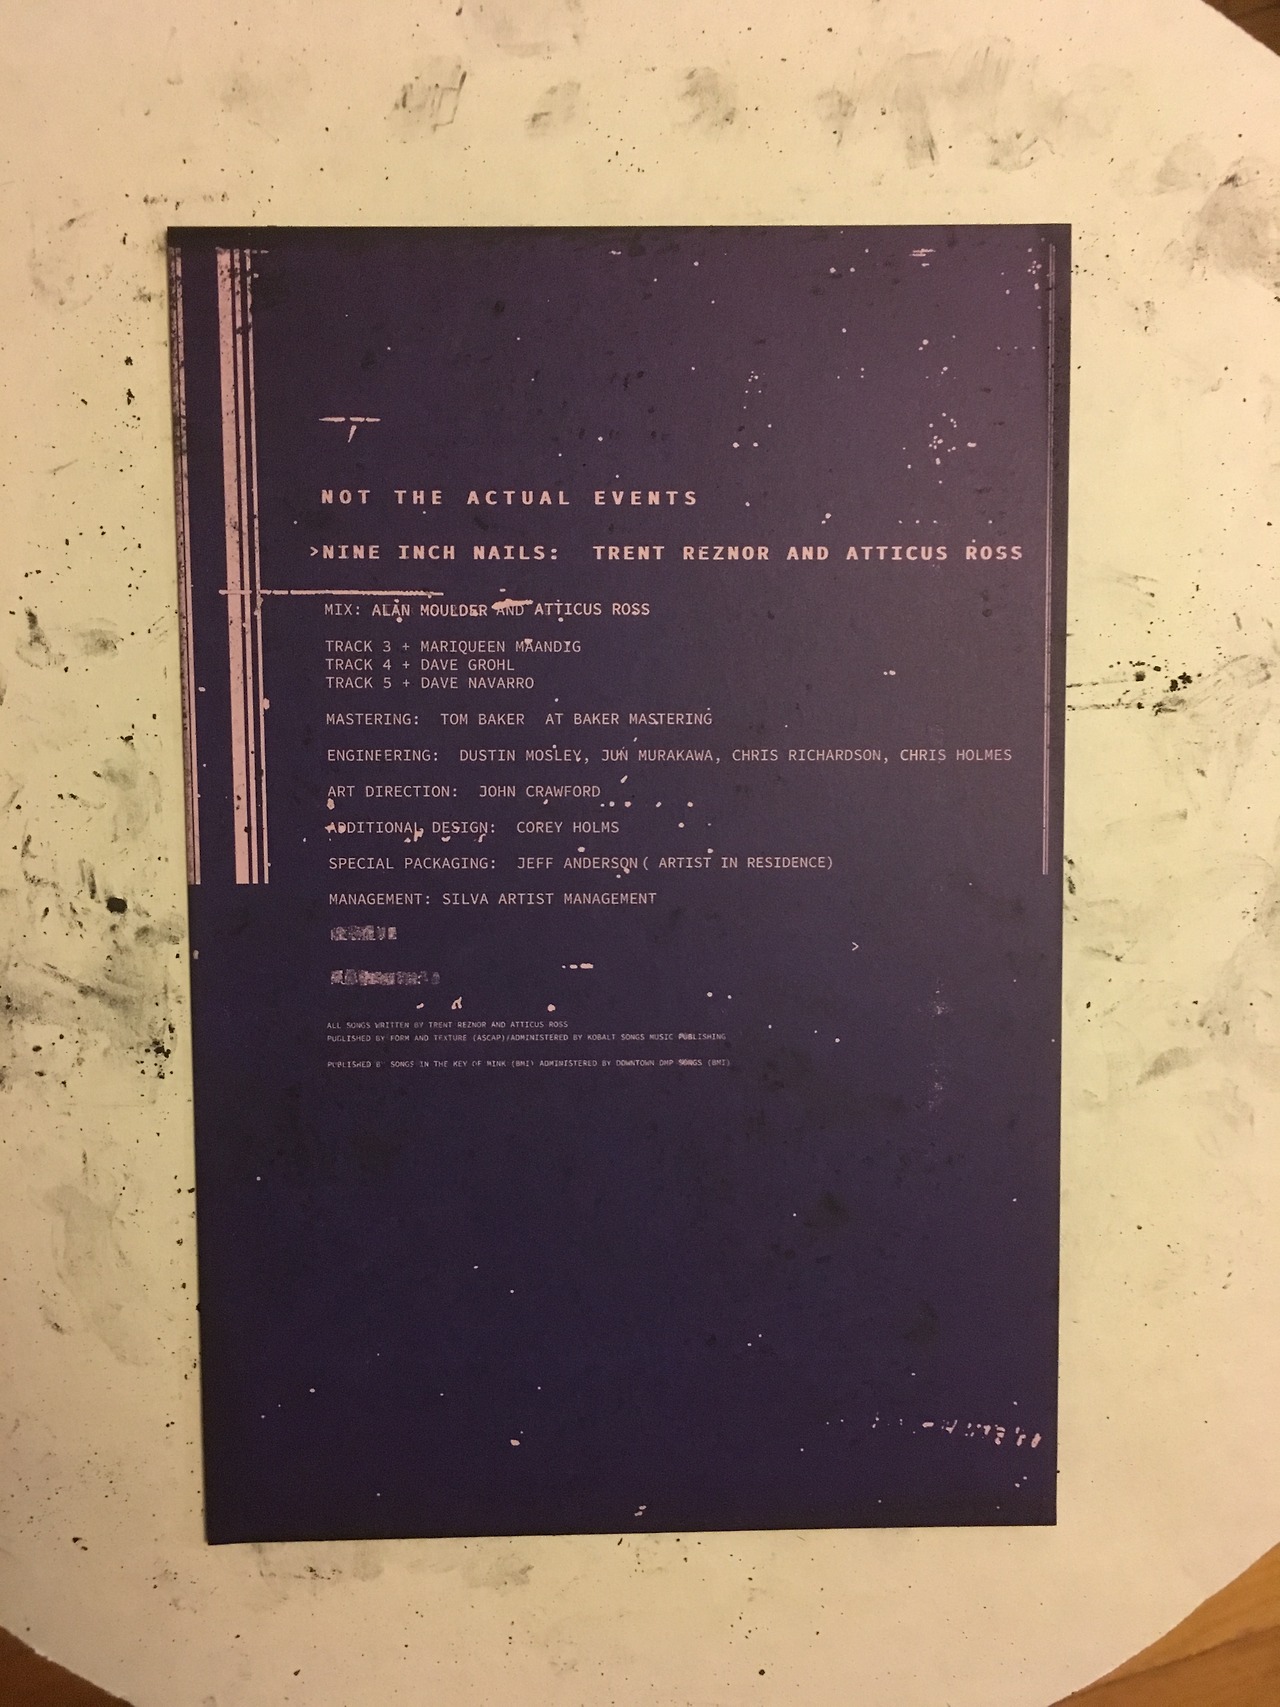 NOT THE ACTUAL EVENTS
>NINE INCH NAILS: TRENT REZNOR AND ATTICUS ROSS
MIX: ALAN MOULDER AND ATTICUS ROSS
TRACK 3 + MARIQUEEN MAANDIG
TRACK 4 + DAVE GROHL
TRACK 5 + DAVE NAVARRO
MASTERING: TOM BAKER AT BAKER MASTERING
ENGINEERING: DUSTIN MOSLEY, JUN MURAKAWA, CHRIS RICHARDSON, CHRIS HOLMES
ART DIRECTION: JOHN CRAWFORD
ADDITIONAL DESIGN: COREY HOLMS
SPECIAL PACKAGING: JEFF ANDERSON ( ARTIST IN RESIDENCE)
MANAGEMENT: SILVA ARTIST MANAGEMENT
>
ALL SONGS WRITTEN BY TRENT REZNOR AND ATTICUS ROSS
PUBLISHED BY FORM AND TEXTURE (ASCAP)/ADMINISTERED BY KOBALT SONGS MUSIC PUBLISHING
PUBLISHED BY SONGS IN THE KEY OF MINK (BMI) ADMINISTERED BY DOWNTOWN DMP SONGS (BMI)